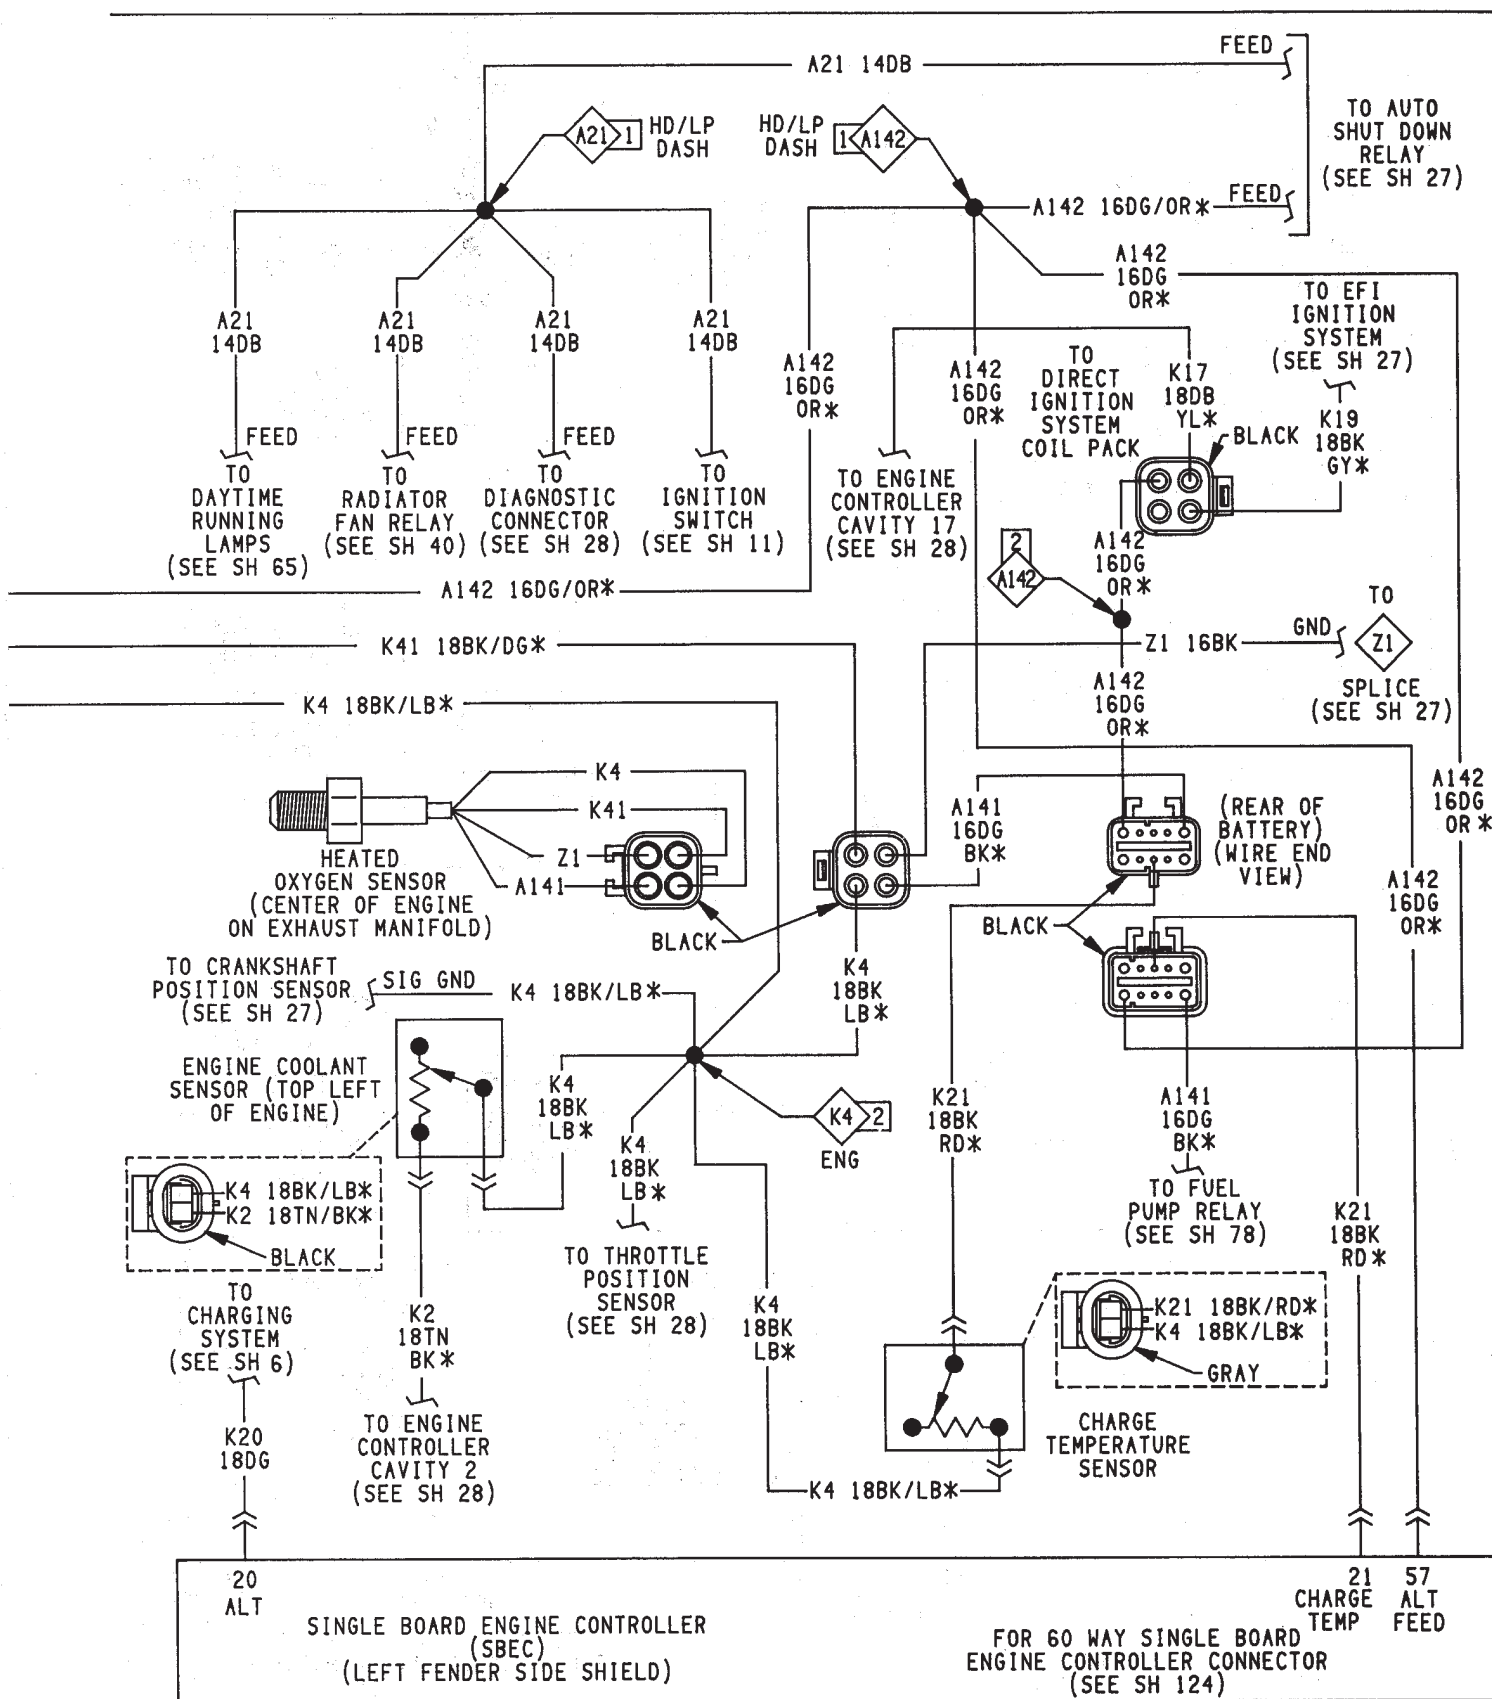 FEED
A21 14DB
TO AUTO
SHUT DOWN
RELAY
(SEE SH 27)
A21
1
HD/LP
DASH
HD/LP
DASH
1
A142
A142 16DG/OR*
FEED
A142
16DG
OR*
TO EFI
IGNITION
SYSTEM
(SEE SH 27)
A21
14DB
A21
14DB
A21
14DB
A21
14DB
A142
16DG
OR*
A142
16DG
OR*
TO
DIRECT
IGNITION
SYSTEM
COIL PACK
K17
18DB
YL*
K19
18BK
GY*
BLACK
FEED
FEED
FEED
TO
DAYTIME
RUNNING
LAMPS
(SEE SH 65)
TO
RADIATOR
FAN RELAY
(SEE SH 40)
TO
DIAGNOSTIC
CONNECTOR
(SEE SH 28)
TO
IGNITION
SWITCH
(SEE SH 11)
TO ENGINE
CONTROLLER
CAVITY 17
(SEE SH 28)
2
A142
A142
16DG
OR*
A142 16DG/OR*
K41 18BK/DG*
Z1 16BK
GND
TO
Z1
SPLICE
(SEE SH 27)
K4 18BK/LB*
A142
16DG
OR*
K4
K41
Z1
A141
HEATED
OXYGEN SENSOR
(CENTER OF ENGINE
ON EXHAUST MANIFOLD)
BLACK
A141
16DG
BK*
(REAR OF
BATTERY)
(WIRE END
VIEW)
A142
16DG
OR*
A142
16DG
OR*
BLACK
TO CRANKSHAFT
POSITION SENSOR
(SEE SH 27)
SIG GND
K4 18BK/LB*
K4
18BK
LB*
ENGINE COOLANT
SENSOR (TOP LEFT
OF ENGINE)
K4
18BK
LB*
K4
18BK
LB*
K4
2
ENG
K21
18BK
RD*
A141
16DG
BK*
TO FUEL
PUMP RELAY
(SEE SH 78)
K21
18BK
RD*
K4 18BK/LB*
K2 18TN/BK*
BLACK
TO
CHARGING
SYSTEM
(SEE SH 6)
K2
18TN
BK*
TO THROTTLE
POSITION
SENSOR
(SEE SH 28)
K4
18BK
LB*
K21 18BK/RD*
K4 18BK/LB*
GRAY
K20
18DG
TO ENGINE
CONTROLLER
CAVITY 2
(SEE SH 28)
CHARGE
TEMPERATURE
SENSOR
K4 18BK/LB*
20
ALT
21
CHARGE
TEMP
57
ALT
FEED
SINGLE BOARD ENGINE CONTROLLER
(SBEC)
(LEFT FENDER SIDE SHIELD)
FOR 60 WAY SINGLE BOARD
ENGINE CONTROLLER CONNECTOR
(SEE SH 124)